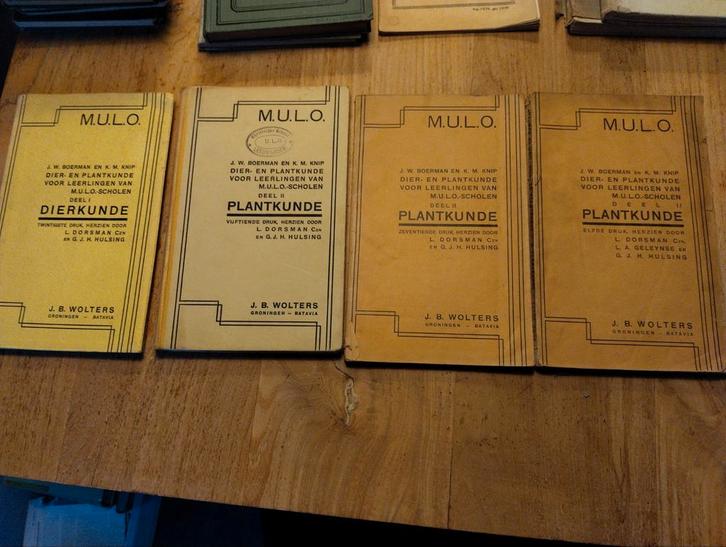 M.U.L.O.
J. W. BOERMAN EN K. M. KNIP
DIER- EN PLANTKUNDE
VOOR LEERLINGEN VAN
M.U.L.O.-SCHOLEN
DEEL I
DIERKUNDE
TWINTIGSTE DRUK, HERZIEN DOOR
L. DORSMAN CZN
EN G. J. H. HULSING
J. B. WOLTERS
GRONINGEN — BATAVIA
M.U.L.O.
J. W. BOERMAN EN K. M. KNIP
DIER- EN PLANTKUNDE
VOOR LEERLINGEN VAN
M.U.L.O.-SCHOLEN
DEEL II
PLANTKUNDE
VIJFTIENDE DRUK, HERZIEN DOOR
L. DORSMAN CZN
EN G. J. H. HULSING
J. B. WOLTERS
GRONINGEN — BATAVIA
M.U.L.O.
J. W. BOERMAN EN K. M. KNIP
DIER- EN PLANTKUNDE
VOOR LEERLINGEN VAN
M.U.L.O.-SCHOLEN
DEEL II
PLANTKUNDE
ZEVENTIENDE DRUK, HERZIEN DOOR
L. DORSMAN CZN
EN G. J. H. HULSING
J. B. WOLTERS
GRONINGEN — BATAVIA
M.U.L.O.
J. W. BOERMAN EN K. M. KNIP
DIER- EN PLANTKUNDE
VOOR LEERLINGEN VAN
M.U.L.O.-SCHOLEN
DEEL II
PLANTKUNDE
ELFDE DRUK, HERZIEN DOOR
L. DORSMAN CZN,
L. A. GELEYNSE EN
G. J. H. HULSING
J. B. WOLTERS
GRONINGEN — BATAVIA